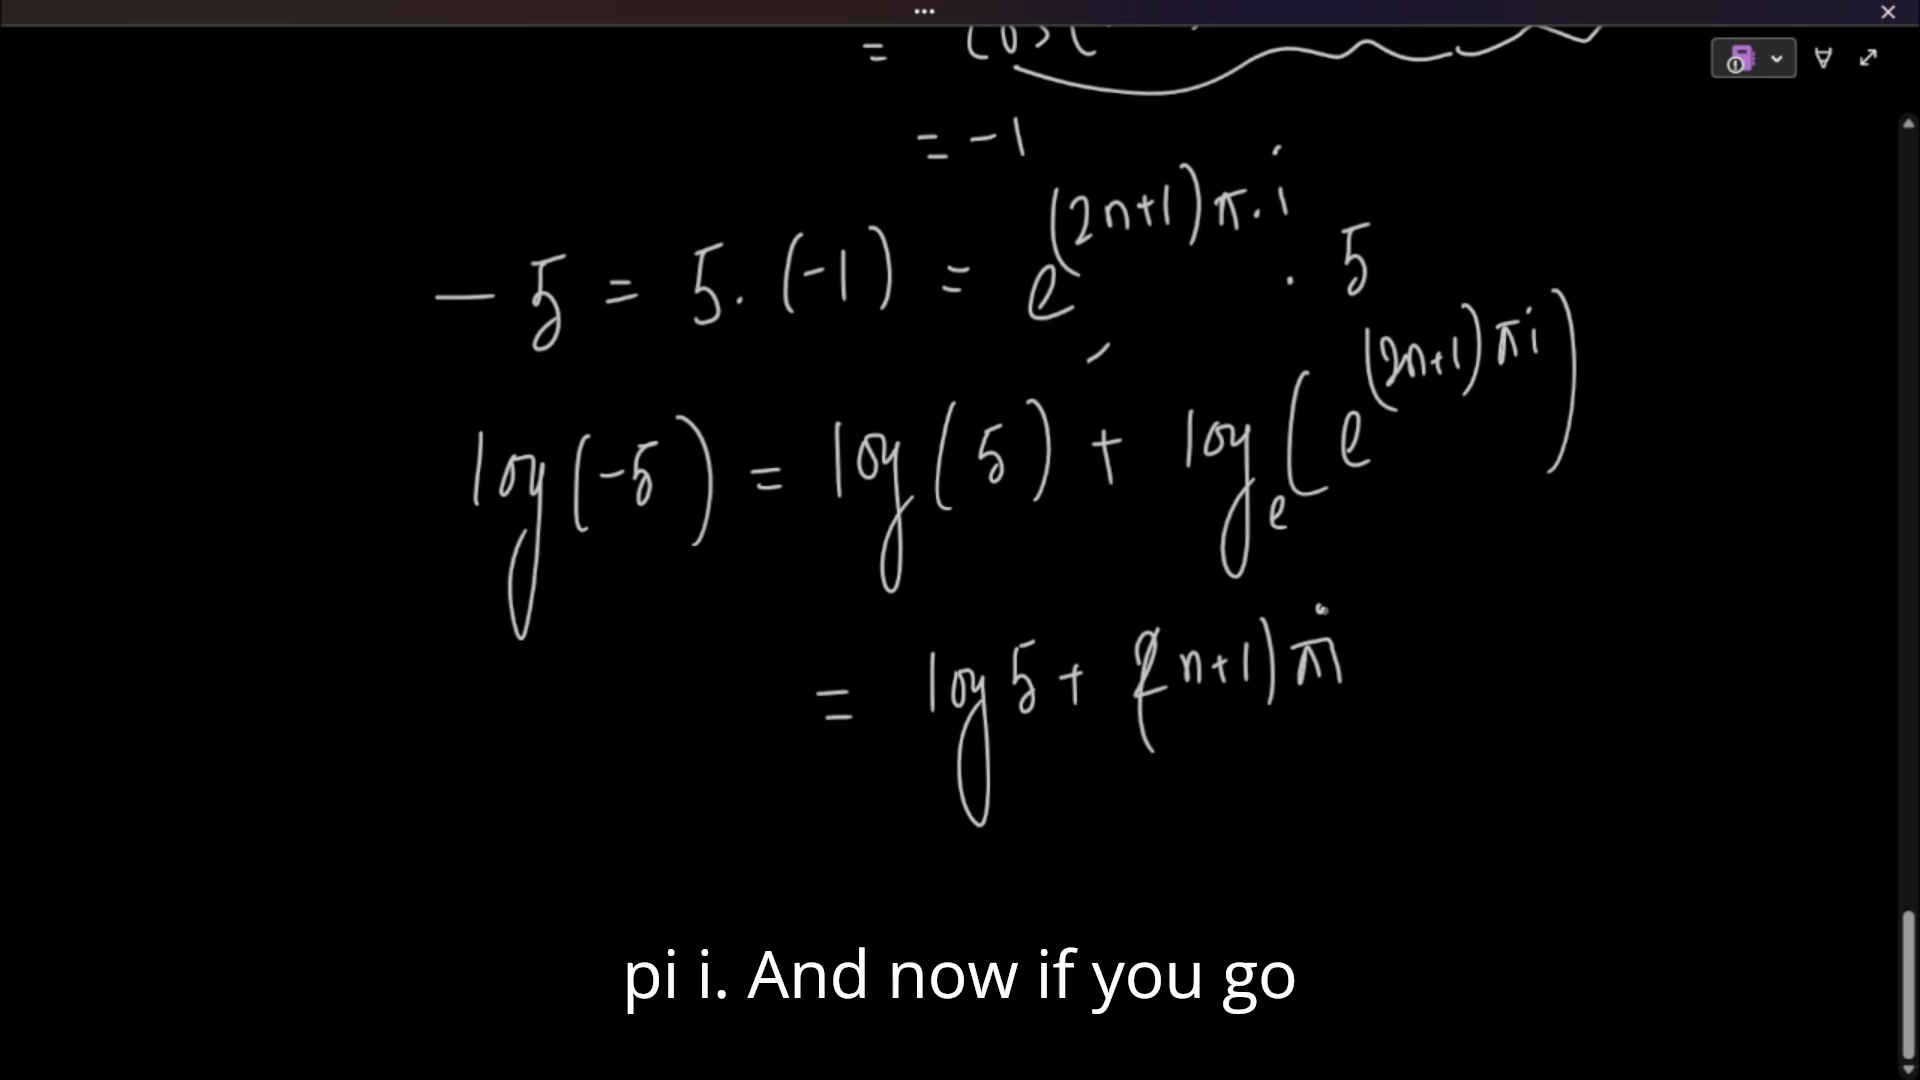 = cos(
= -1
- 5 = 5. (-1) = e^{(2n+1)π.i} . 5
log(-5) = log(5) + log_e(e^{(2n+1)πi})
= log 5 + (2n+1)πi
pi i. And now if you go